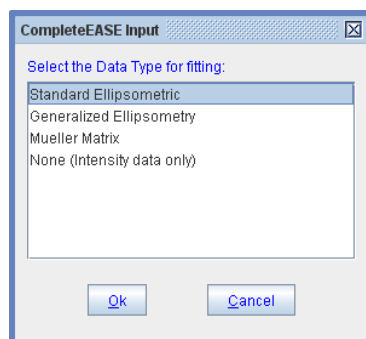 CompleteEASE Input
Select the Data Type for fitting:
Standard Ellipsometric
Generalized Ellipsometry
Mueller Matrix
None (Intensity data only)
Ok
Cancel